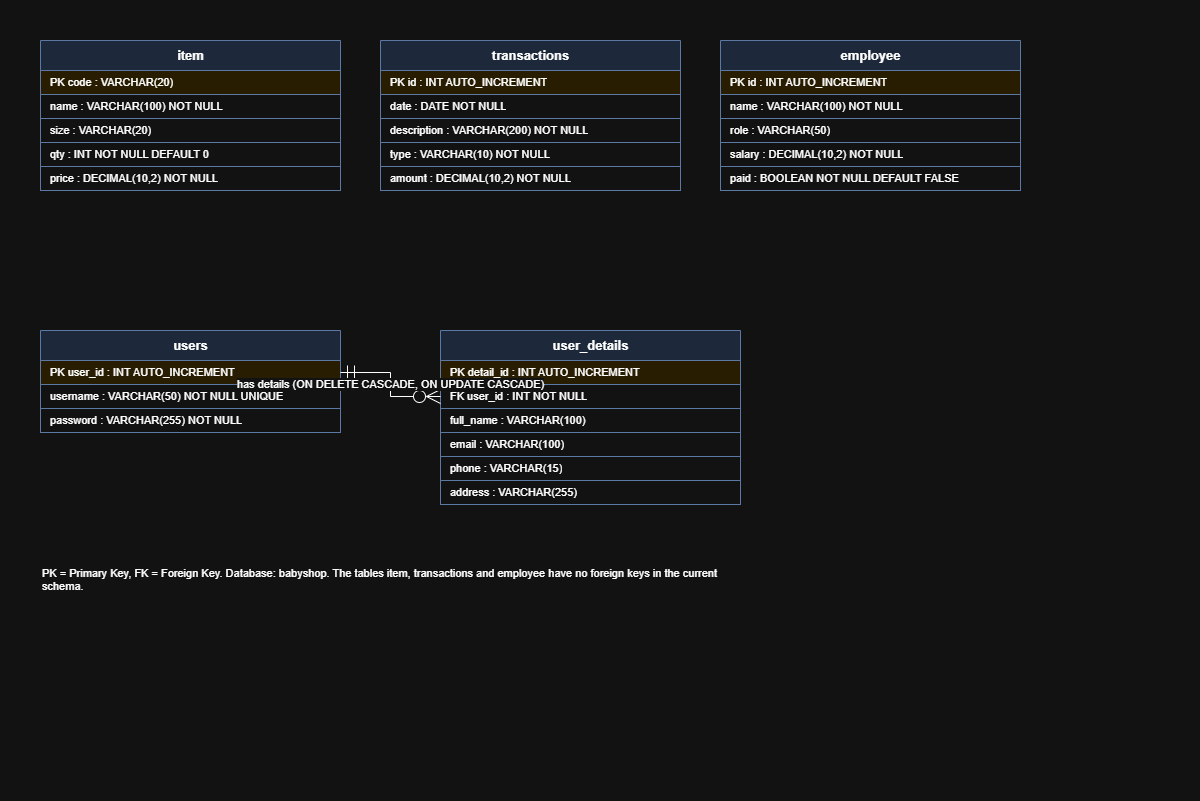 item
PK code : VARCHAR(20)
name : VARCHAR(100) NOT NULL
size : VARCHAR(20)
qty : INT NOT NULL DEFAULT 0
price : DECIMAL(10,2) NOT NULL
transactions
PK id : INT AUTO_INCREMENT
date : DATE NOT NULL
description : VARCHAR(200) NOT NULL
type : VARCHAR(10) NOT NULL
amount : DECIMAL(10,2) NOT NULL
employee
PK id : INT AUTO_INCREMENT
name : VARCHAR(100) NOT NULL
role : VARCHAR(50)
salary : DECIMAL(10,2) NOT NULL
paid : BOOLEAN NOT NULL DEFAULT FALSE
users
PK user_id : INT AUTO_INCREMENT
username : VARCHAR(50) NOT NULL UNIQUE
password : VARCHAR(255) NOT NULL
has details (ON DELETE CASCADE, ON UPDATE CASCADE)
user_details
PK detail_id : INT AUTO_INCREMENT
FK user_id : INT NOT NULL
full_name : VARCHAR(100)
email : VARCHAR(100)
phone : VARCHAR(15)
address : VARCHAR(255)
PK = Primary Key, FK = Foreign Key. Database: babyshop. The tables item, transactions and employee have no foreign keys in the current
schema.